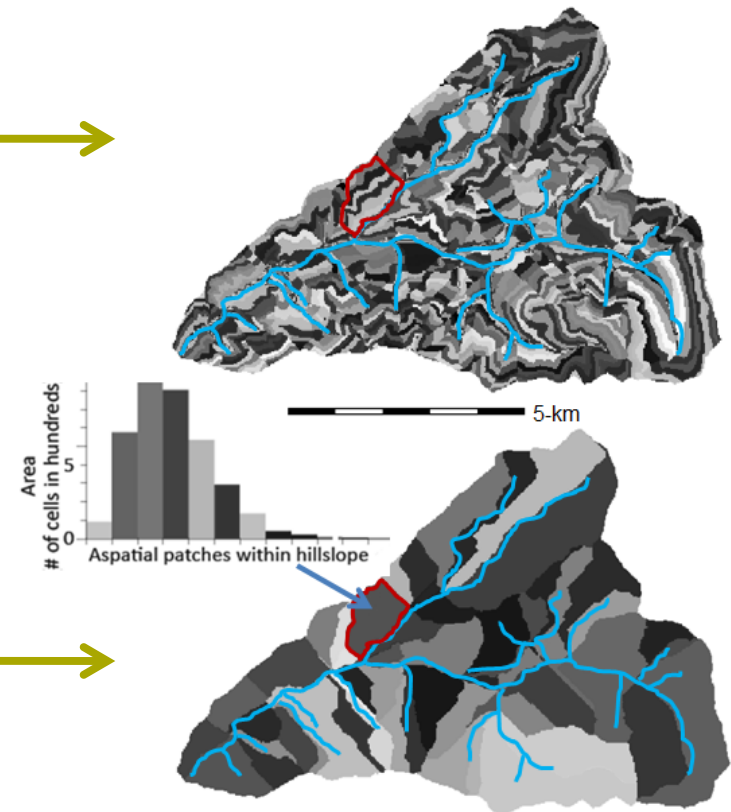 Area
# of cells in hundreds
5
0
Aspatial patches within hillslope
5-km